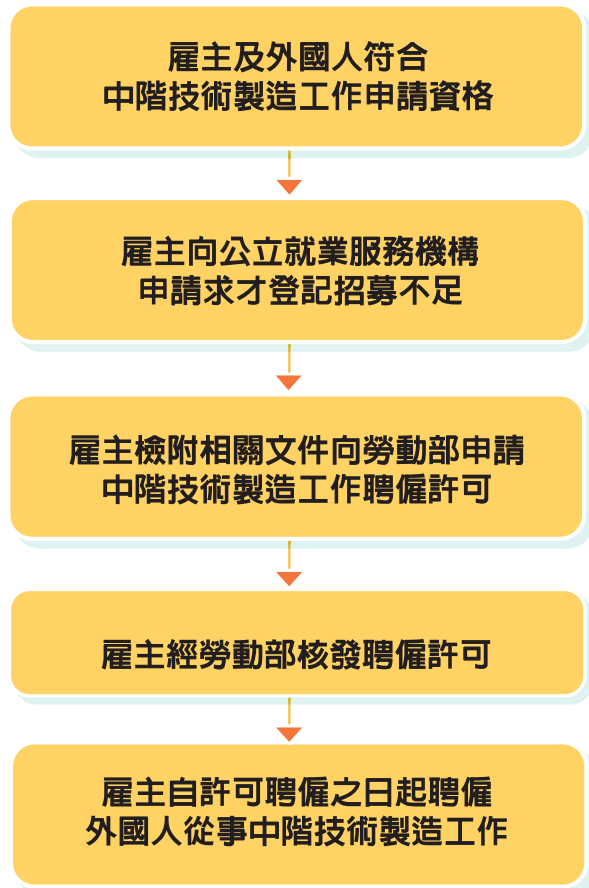 雇主及外國人符合
中階技術製造工作申請資格
雇主向公立就業服務機構
申請求才登記招募不足
雇主檢附相關文件向勞動部申請
中階技術製造工作聘僱許可
雇主經勞動部核發聘僱許可
雇主自許可聘僱之日起聘僱
外國人從事中階技術製造工作